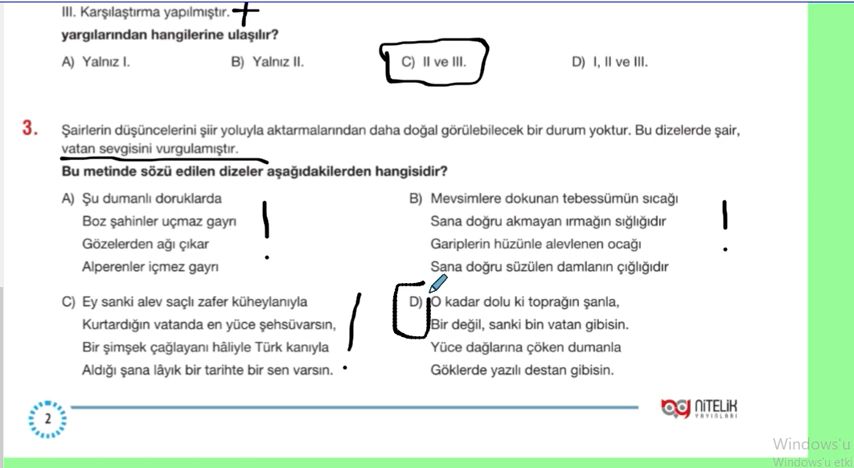 III. Karşılaştırma yapılmıştır.
yargılarından hangilerine ulaşılır?
A) Yalnız I.
B) Yalnız II.
C) II ve III.
D) I, II ve III.
3. Şairlerin düşüncelerini şiir yoluyla aktarmalarından daha doğal görülebilecek bir durum yoktur. Bu dizelerde şair,
vatan sevgisini vurgulamıştır.
Bu metinde sözü edilen dizeler aşağıdakilerden hangisidir?
A) Şu dumanlı doruklarda
Boz şahinler uçmaz gayrı
Gözelerden ağı çıkar
Alperenler içmez gayrı
B) Mevsimlere dokunan tebessümün sıcağı
Sana doğru akmayan ırmağın sığlığıdır
Gariplerin hüzünle alevlenen ocağı
Sana doğru süzülen damlanın çığlığıdır
C) Ey sanki alev saçlı zafer küheylanıyla
Kurtardığın vatanda en yüce şehsüvarsın,
Bir şimşek çağlayanı hâliyle Türk kanıyla
Aldığı şana lâyık bir tarihte bir sen varsın.
D) O kadar dolu ki toprağın şanla,
Bir değil, sanki bin vatan gibisin.
Yüce dağlarına çöken dumanla
Göklerde yazılı destan gibisin.
2
NİTELİK
YAYINLARI
Windows'u
Windows'u etki